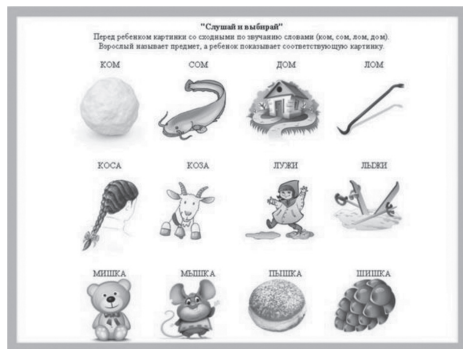 "Слушай и выбирай"
Перед ребенком картинки со сходными по звучанию словами (ком, сом, лом, дом).
Взрослый называет предмет, а ребенок показывает соответствующую картинку.
КОМ СОМ ДОМ ЛОМ
КОСА КОЗА ЛУЖИ ЛЫЖИ
МИШКА МЫШКА ПЫШКА ШИШКА